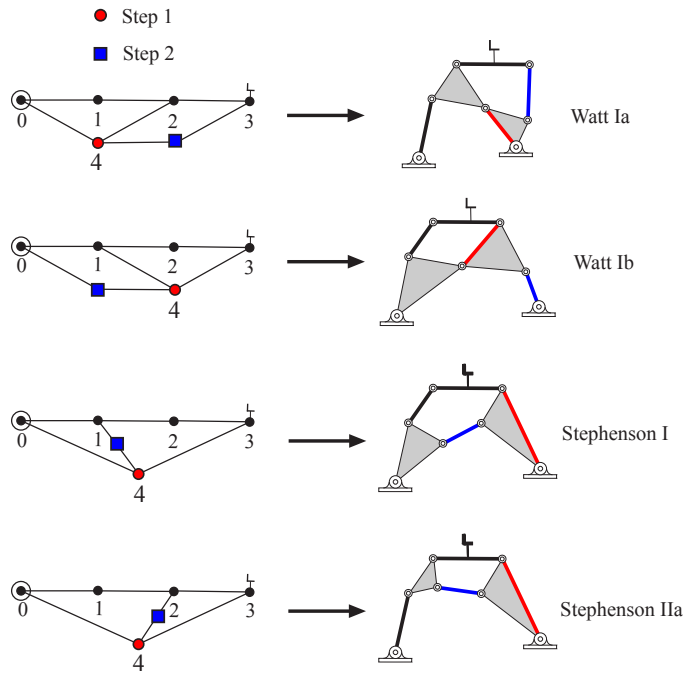 Step 1
Step 2
0 1 2 3
4
Watt Ia
0 1 2 3
4
Watt Ib
0 1 2 3
4
Stephenson I
0 1 2 3
4
Stephenson IIa